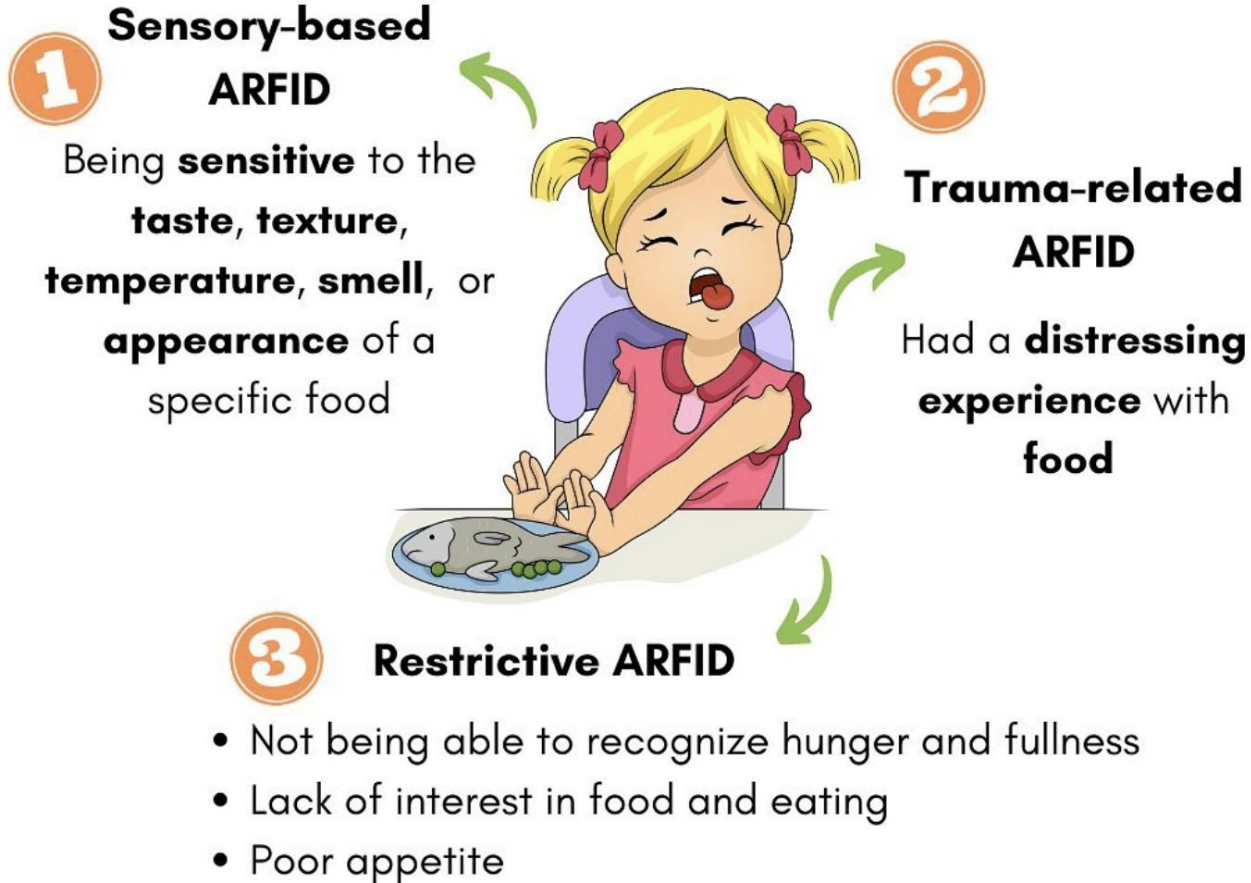 1
Sensory-based
ARFID
Being sensitive to the
taste, texture,
temperature, smell, or
appearance of a
specific food
2
Trauma-related
ARFID
Had a distressing
experience with
food
3
Restrictive ARFID
• Not being able to recognize hunger and fullness
• Lack of interest in food and eating
• Poor appetite